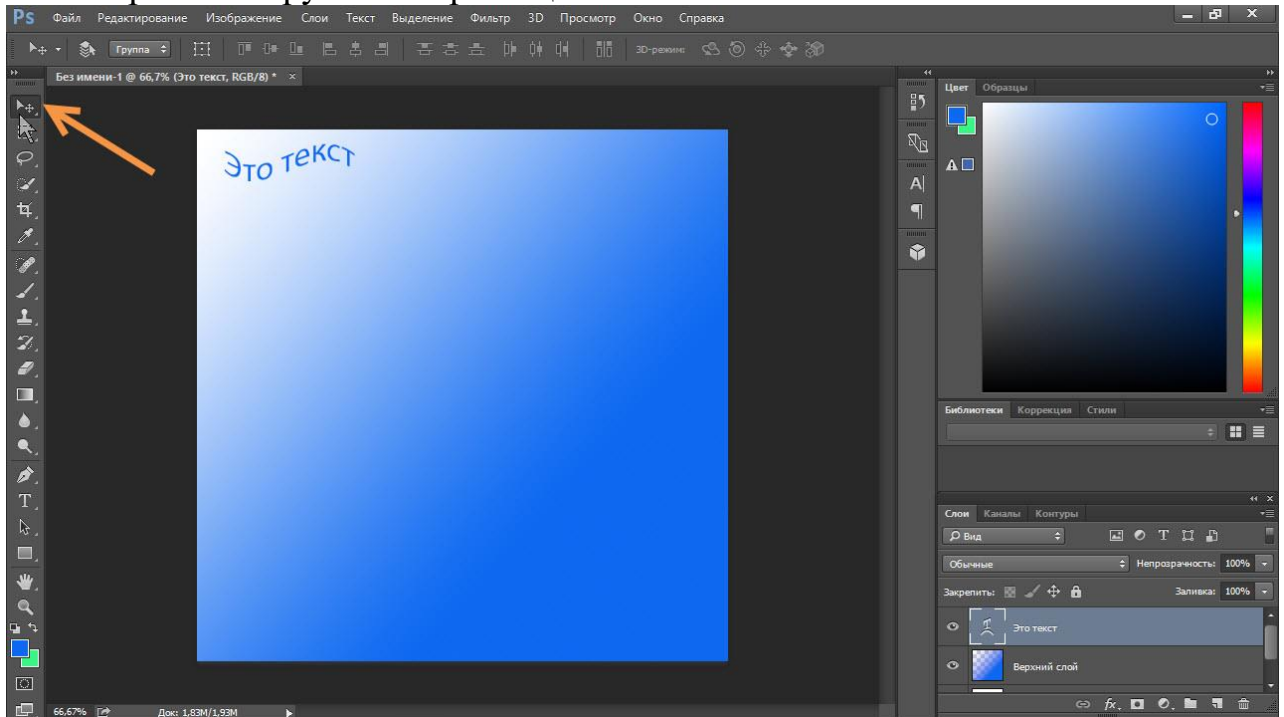 Ps Файл Редактирование Изображение Слои Текст Выделение Фильтр 3D Просмотр Окно Справка
Группа 3D-режим:
Без имени-1 @ 66,7% (Это текст, RGB/8) * ×
Цвет Образцы
Это текст
A|
Библиотеки Коррекция Стили
T
Слои Каналы Контуры
Вид T
Обычные Непрозрачность: 100%
Закрепить: Заливка: 100%
Это текст
Верхний слой
fx
66,67% Док: 1,83M/1,93M